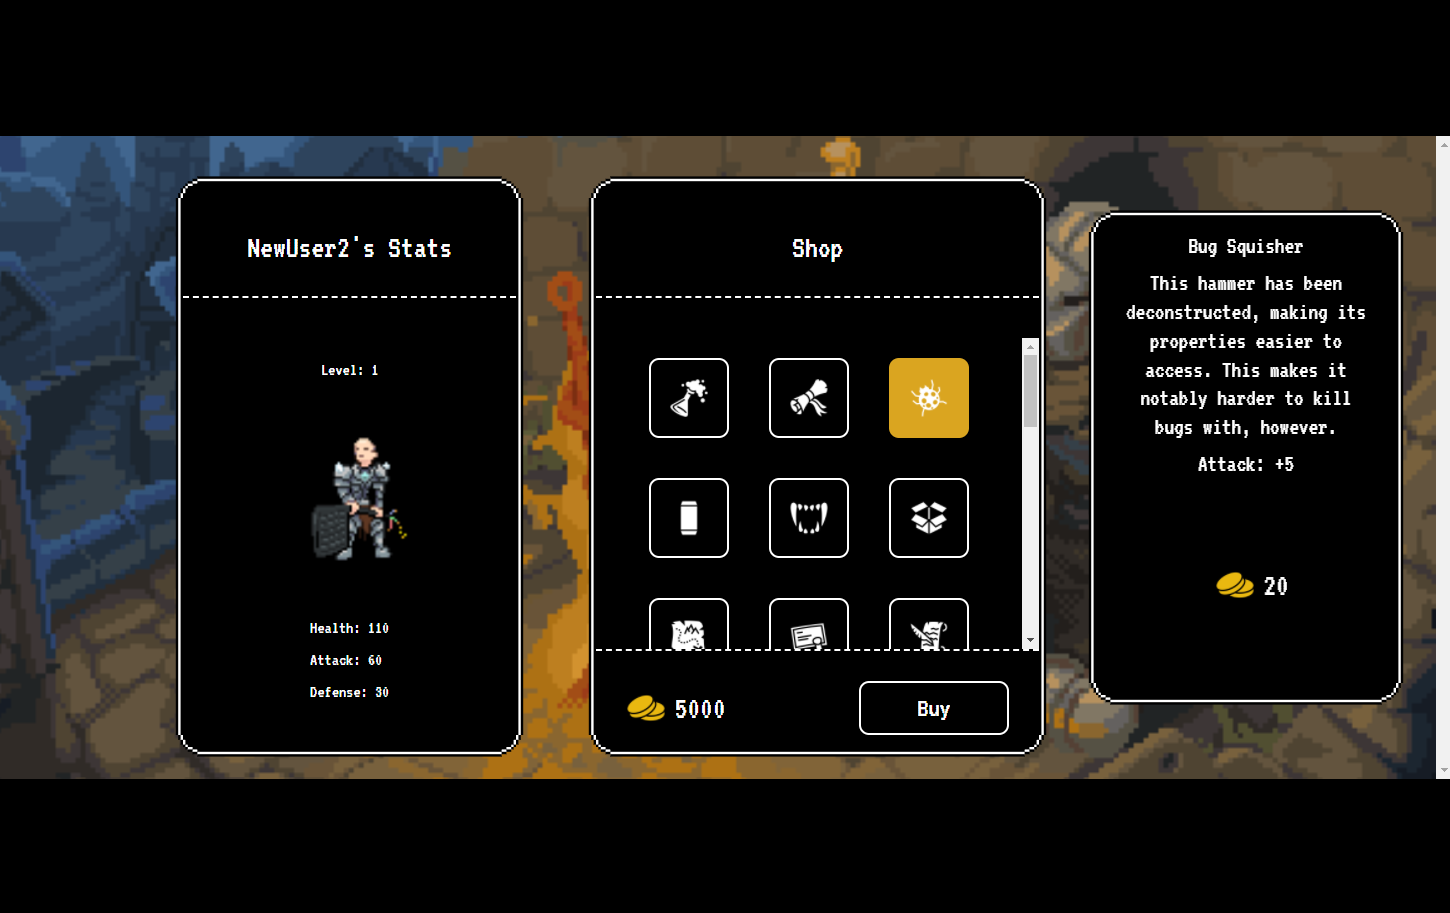 NewUser2's Stats
Level: 1
Health: 110
Attack: 60
Defense: 30
Shop
5000
Buy
Bug Squisher
This hammer has been
deconstructed, making its
properties easier to
access. This makes it
notably harder to kill
bugs with, however.
Attack: +5
20